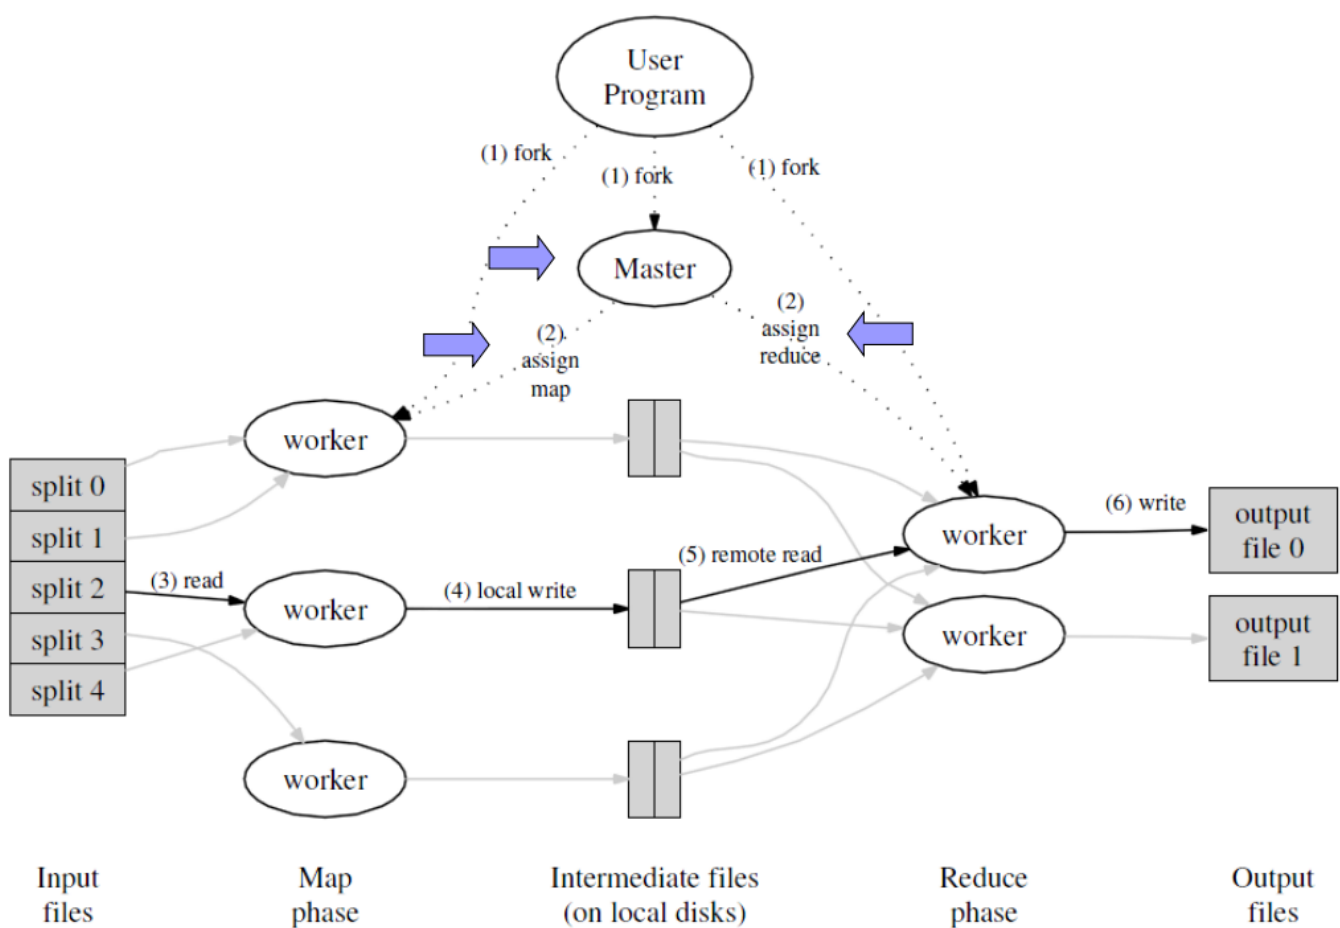 User
Program
(1) fork
(1) fork
(1) fork
Master
(2)
assign
map
(2)
assign
reduce
worker
split 0
split 1
split 2
split 3
split 4
(3) read
worker
(4) local write
(5) remote read
worker
(6) write
output
file 0
worker
output
file 1
worker
Input
files
Map
phase
Intermediate files
(on local disks)
Reduce
phase
Output
files